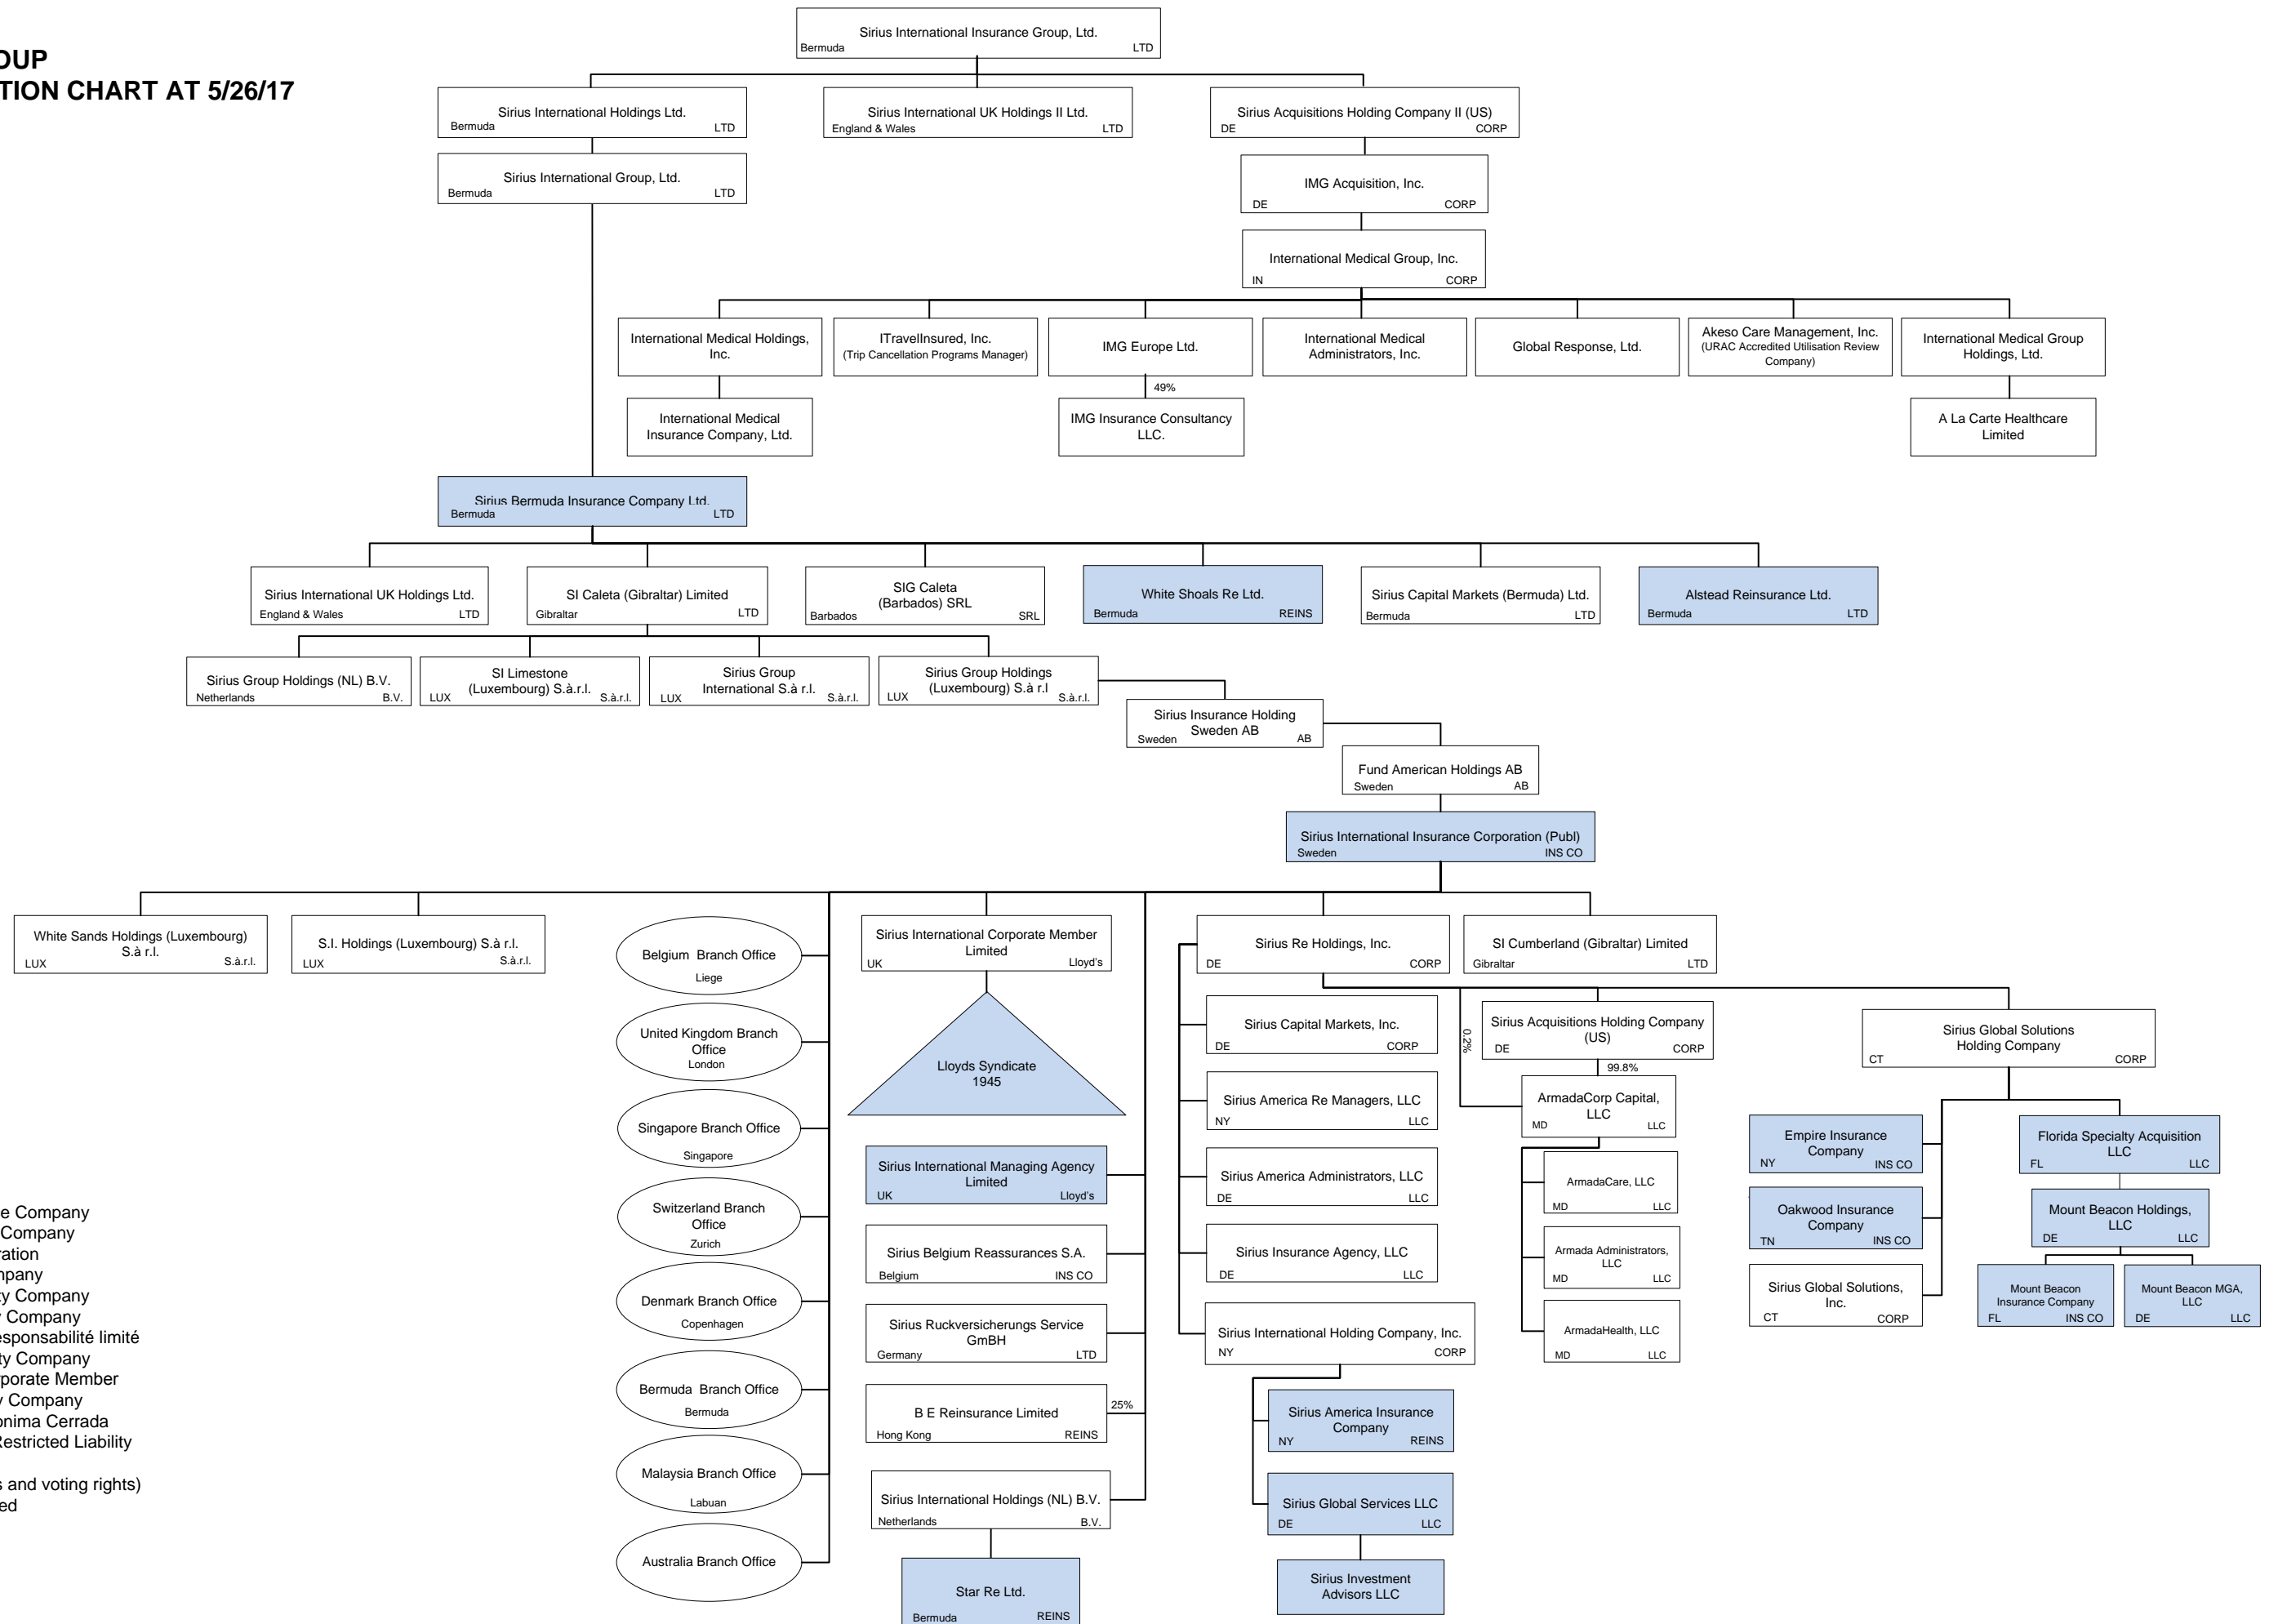 OUP
TION CHART AT 5/26/17
Sirius International Insurance Group, Ltd.
Bermuda LTD
Sirius International Holdings Ltd.
Bermuda LTD
Sirius International UK Holdings II Ltd.
England & Wales LTD
Sirius Acquisitions Holding Company II (US)
DE CORP
Sirius International Group, Ltd.
Bermuda LTD
IMG Acquisition, Inc.
DE CORP
International Medical Group, Inc.
IN CORP
International Medical Holdings,
Inc.
ITravelInsured, Inc.
(Trip Cancellation Programs Manager)
IMG Europe Ltd.
International Medical
Administrators, Inc.
Global Response, Ltd.
Akeso Care Management, Inc.
(URAC Accredited Utilisation Review
Company)
International Medical Group
Holdings, Ltd.
49%
International Medical
Insurance Company, Ltd.
IMG Insurance Consultancy
LLC.
A La Carte Healthcare
Limited
Sirius Bermuda Insurance Company Ltd.
Bermuda LTD
Sirius International UK Holdings Ltd.
England & Wales LTD
SI Caleta (Gibraltar) Limited
Gibraltar LTD
SIG Caleta
(Barbados) SRL
Barbados SRL
White Shoals Re Ltd.
Bermuda REINS
Sirius Capital Markets (Bermuda) Ltd.
Bermuda LTD
Alstead Reinsurance Ltd.
Bermuda LTD
Sirius Group Holdings (NL) B.V.
Netherlands B.V.
SI Limestone
(Luxembourg) S.à.r.l.
LUX S.à.r.l.
Sirius Group
International S.à r.l.
LUX S.à.r.l.
Sirius Group Holdings
(Luxembourg) S.à r.l
LUX S.à.r.l.
Sirius Insurance Holding
Sweden AB
Sweden AB
Fund American Holdings AB
Sweden AB
Sirius International Insurance Corporation (Publ)
Sweden INS CO
White Sands Holdings (Luxembourg)
S.à r.l.
LUX S.à.r.l.
S.I. Holdings (Luxembourg) S.à r.l.
LUX S.à.r.l.
Belgium Branch Office
Liege
United Kingdom Branch
Office
London
Singapore Branch Office
Singapore
Switzerland Branch
Office
Zurich
Denmark Branch Office
Copenhagen
Bermuda Branch Office
Bermuda
Malaysia Branch Office
Labuan
Australia Branch Office
Sirius International Corporate Member
Limited
UK Lloyd's
Lloyds Syndicate
1945
Sirius International Managing Agency
Limited
UK Lloyd's
Sirius Belgium Reassurances S.A.
Belgium INS CO
Sirius Ruckversicherungs Service
GmBH
Germany LTD
B E Reinsurance Limited
Hong Kong REINS
25%
Sirius International Holdings (NL) B.V.
Netherlands B.V.
Star Re Ltd.
Bermuda REINS
Sirius Re Holdings, Inc.
DE CORP
SI Cumberland (Gibraltar) Limited
Gibraltar LTD
Sirius Capital Markets, Inc.
DE CORP
Sirius America Re Managers, LLC
NY LLC
Sirius America Administrators, LLC
DE LLC
Sirius Insurance Agency, LLC
DE LLC
Sirius International Holding Company, Inc.
NY CORP
Sirius America Insurance
Company
NY REINS
Sirius Global Services LLC
DE LLC
Sirius Investment
Advisors LLC
0.2%
Sirius Acquisitions Holding Company
(US)
DE CORP
99.8%
ArmadaCorp Capital,
LLC
MD LLC
ArmadaCare, LLC
MD LLC
Armada Administrators,
LLC
MD LLC
ArmadaHealth, LLC
MD LLC
Sirius Global Solutions
Holding Company
CT CORP
Empire Insurance
Company
NY INS CO
Oakwood Insurance
Company
TN INS CO
Sirius Global Solutions,
Inc.
CT CORP
Florida Specialty Acquisition
LLC
FL LLC
Mount Beacon Holdings,
LLC
DE LLC
Mount Beacon
Insurance Company
FL INS CO
Mount Beacon MGA,
LLC
DE LLC
e Company
Company
ration
mpany
ty Company
y Company
esponsabilité limité
ty Company
porate Member
y Company
onima Cerrada
Restricted Liability
s and voting rights)
ed